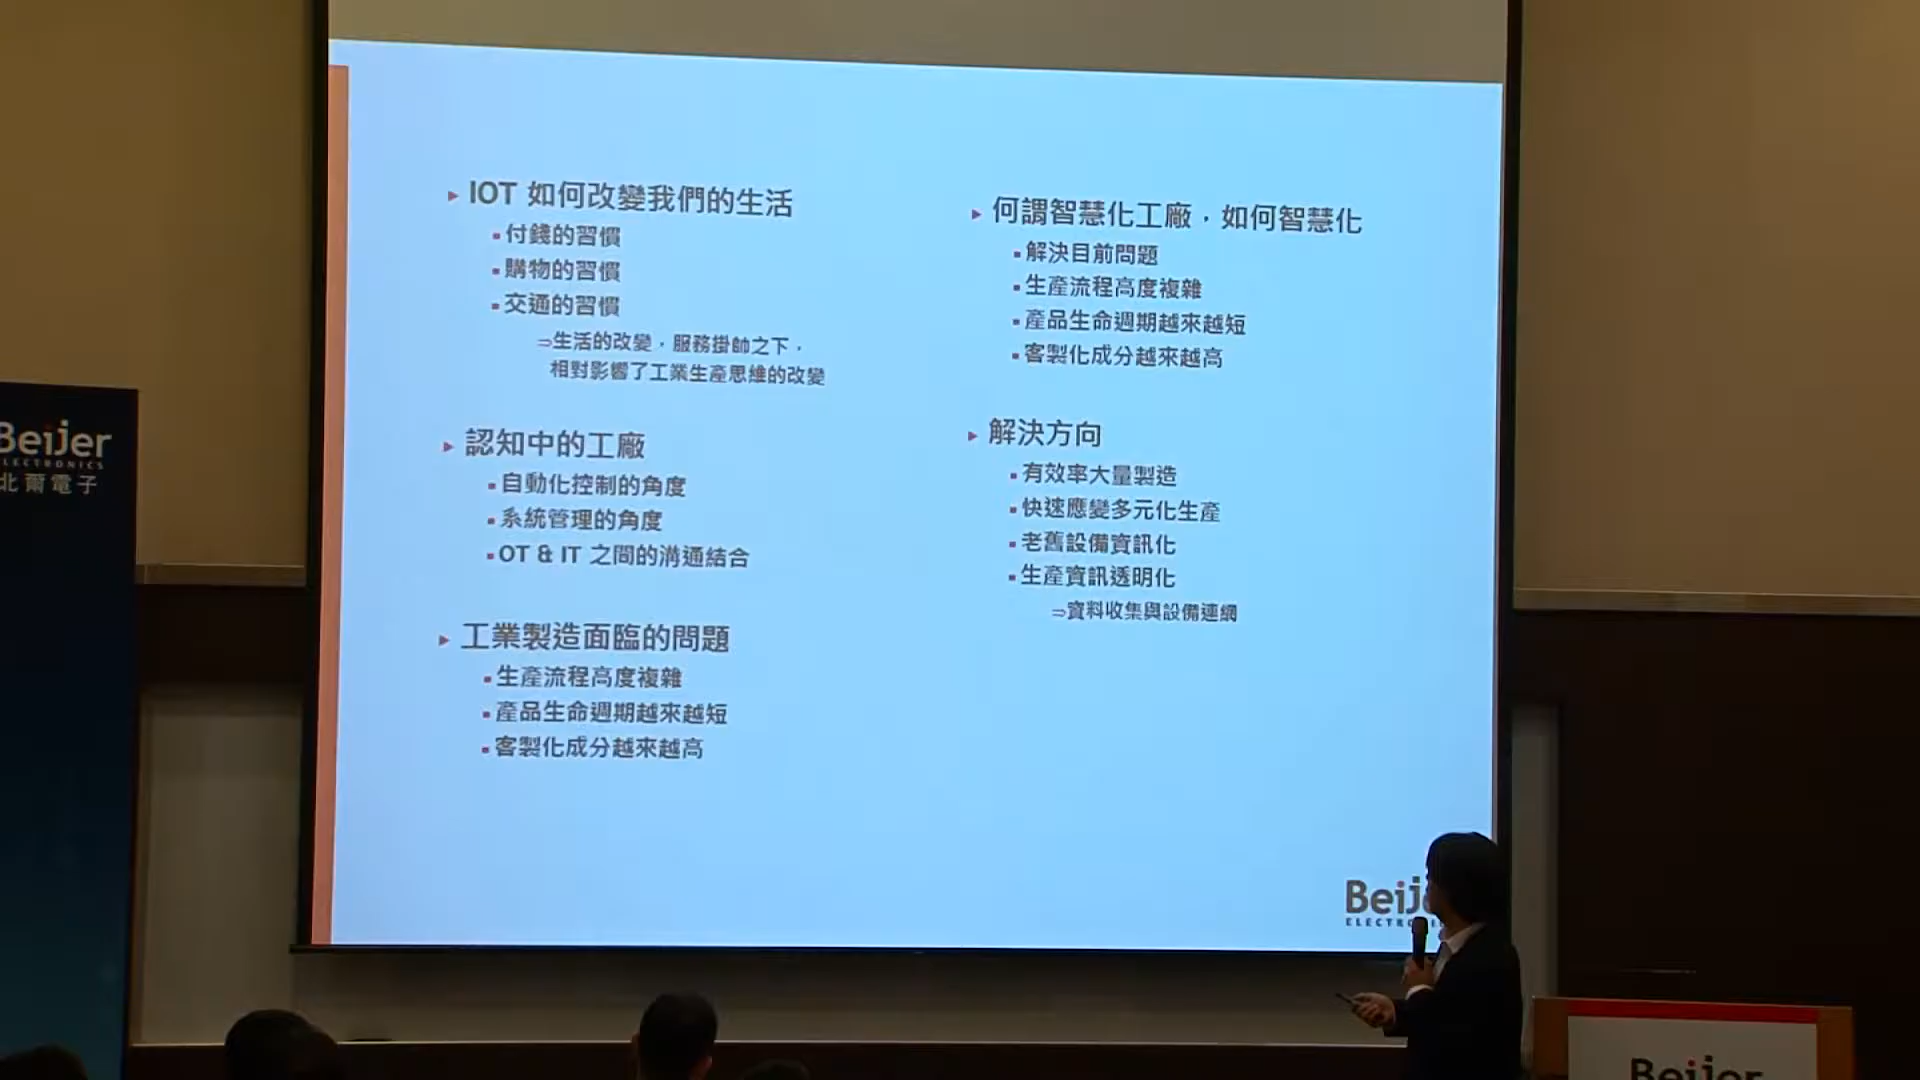 IOT 如何改變我們的生活
付錢的習慣
購物的習慣
交通的習慣
⇒生活的改變，服務掛帥之下，
相對影響了工業生產思維的改變
認知中的工廠
自動化控制的角度
系統管理的角度
OT & IT 之間的溝通結合
工業製造面臨的問題
生產流程高度複雜
產品生命週期越來越短
客製化成分越來越高
何謂智慧化工廠，如何智慧化
解決目前問題
生產流程高度複雜
產品生命週期越來越短
客製化成分越來越高
解決方向
有效率大量製造
快速應變多元化生產
老舊設備資訊化
生產資訊透明化
⇒資料收集與設備連網
Beijer
ELECTRONICS
北爾電子
Beij
ELECTR
Beijer